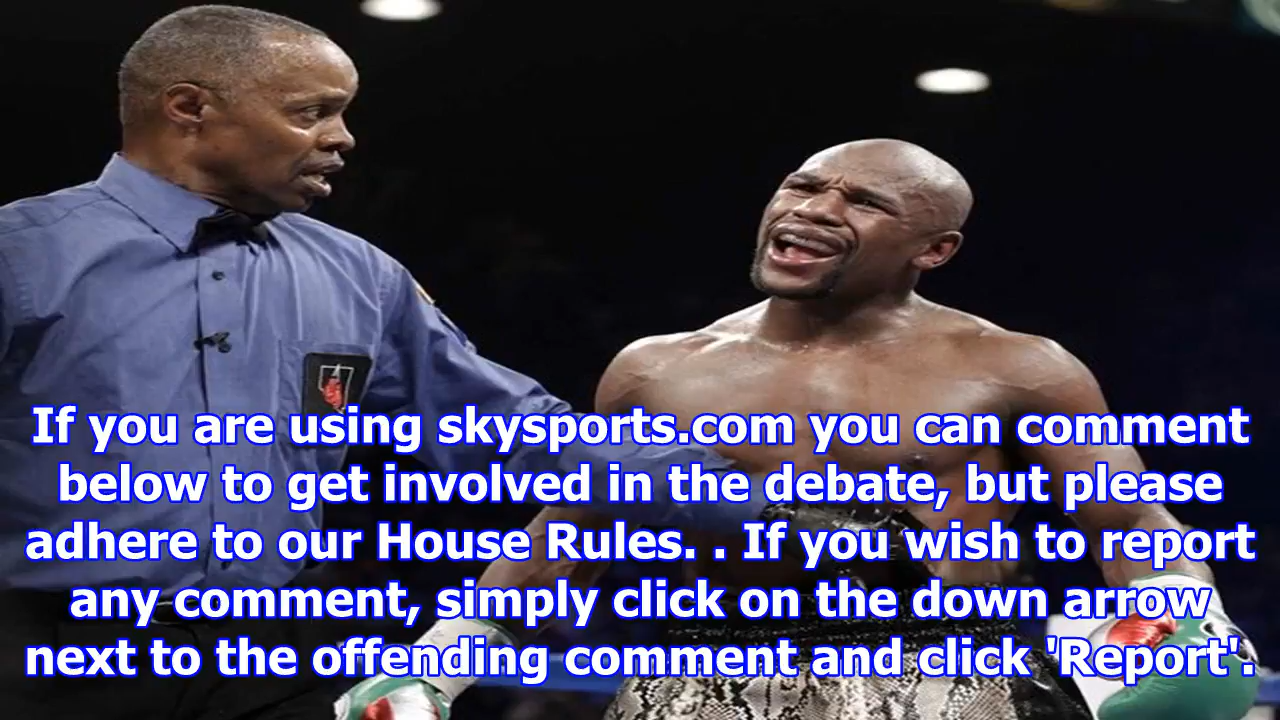 If you are using skysports.com you can comment
below to get involved in the debate, but please
adhere to our House Rules. . If you wish to report
any comment, simply click on the down arrow
next to the offending comment and click 'Report'.